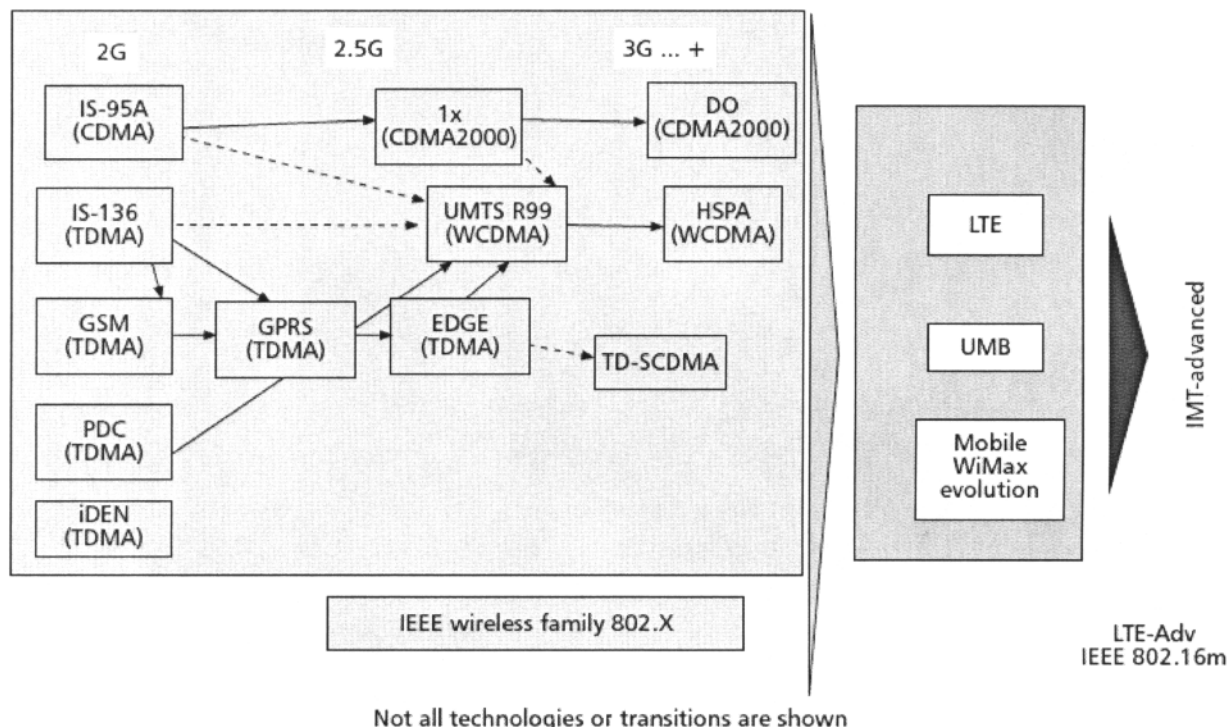 2G
2.5G
3G ... +
IS-95A
(CDMA)
1x
(CDMA2000)
DO
(CDMA2000)
IS-136
(TDMA)
UMTS R99
(WCDMA)
HSPA
(WCDMA)
GSM
(TDMA)
GPRS
(TDMA)
EDGE
(TDMA)
TD-SCDMA
PDC
(TDMA)
iDEN
(TDMA)
IEEE wireless family 802.X
LTE
UMB
Mobile
WiMax
evolution
IMT-advanced
LTE-Adv
IEEE 802.16m
Not all technologies or transitions are shown